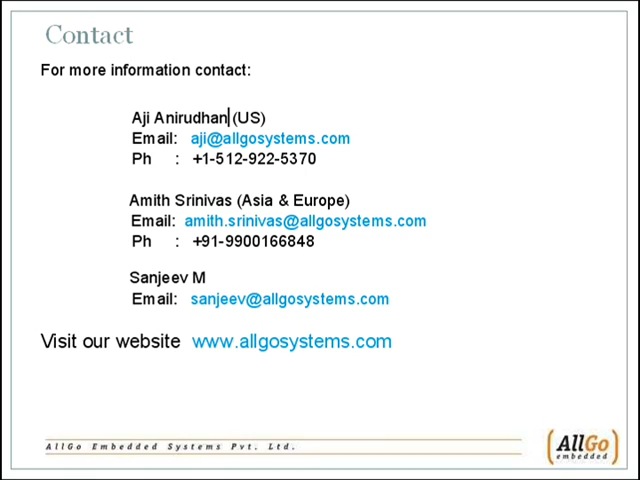 Contact
For more information contact:
Aji Anirudhan (US)
Email: aji@allgosystems.com
Ph : +1-512-922-5370
Amith Srinivas (Asia & Europe)
Email: amith.srinivas@allgosystems.com
Ph : +91-9900166848
Sanjeev M
Email: sanjeev@allgosystems.com
Visit our website www.allgosystems.com
AllGo Embedded Systems Pvt. Ltd.
AllGo
embedded